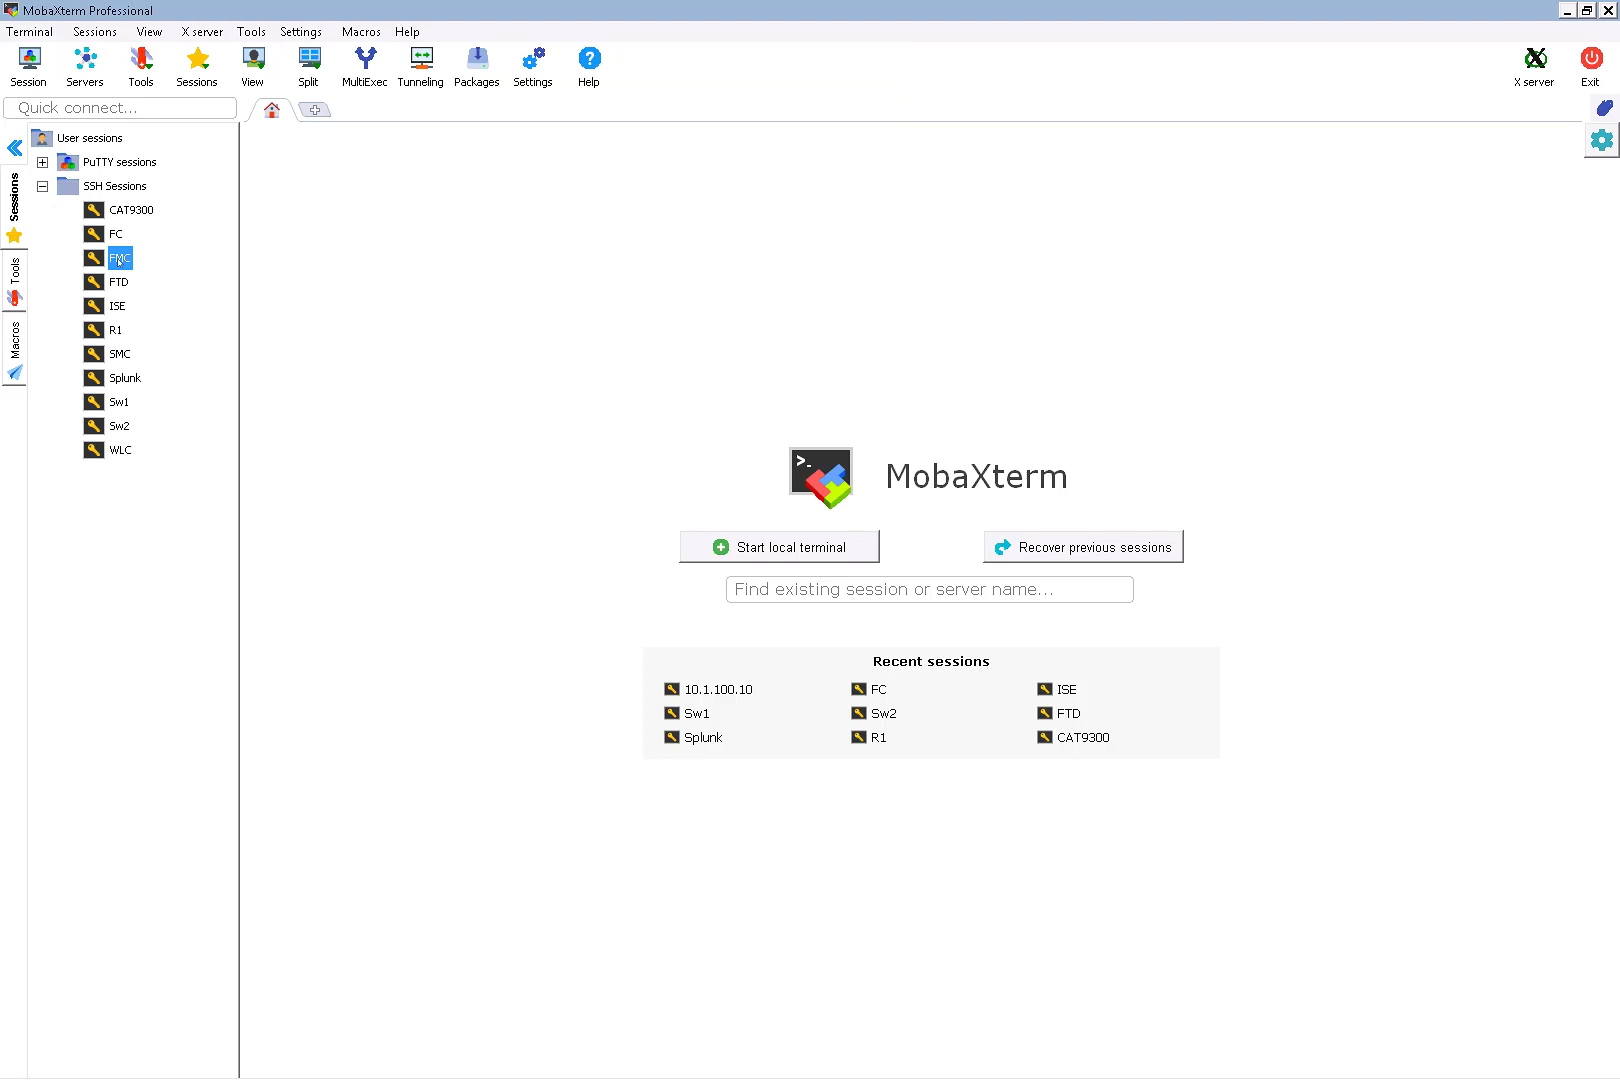 MobaXterm Professional
Terminal Sessions View X server Tools Settings Macros Help
Session Servers Tools Sessions View Split MultiExec Tunneling Packages Settings Help X server Exit
Quick connect...
User sessions
PuTTY sessions
SSH Sessions
CAT9300
FC
FMC
FTD
ISE
R1
SMC
Splunk
Sw1
Sw2
WLC
Sessions
Tools
Macros
MobaXterm
Start local terminal
Recover previous sessions
Find existing session or server name...
Recent sessions
10.1.100.10 FC ISE
Sw1 Sw2 FTD
Splunk R1 CAT9300